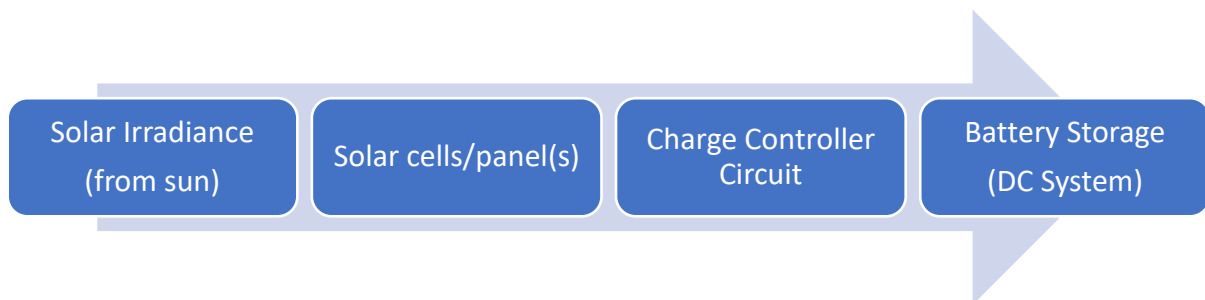 Solar Irradiance
(from sun)
Solar cells/panel(s)
Charge Controller
Circuit
Battery Storage
(DC System)